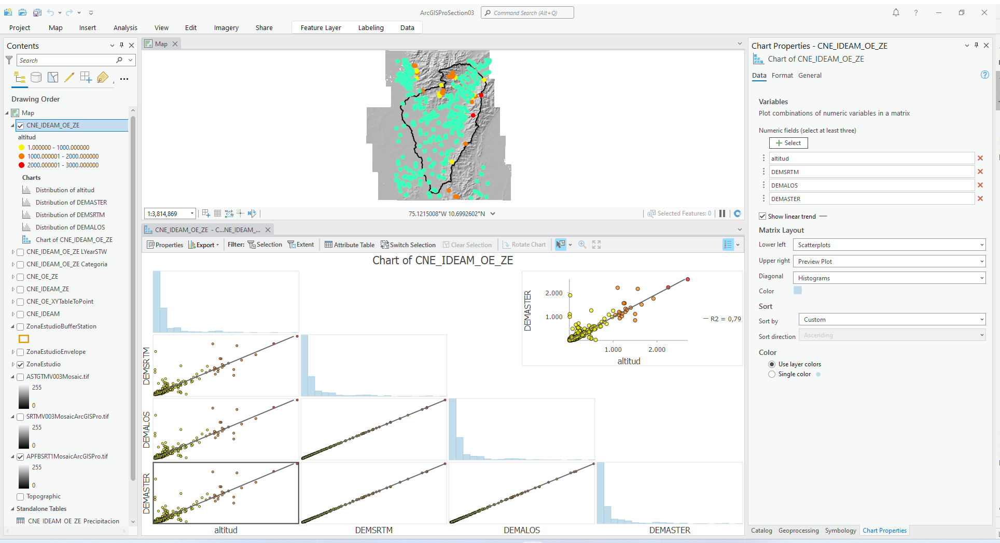 ArcGISProSection03
Command Search (Alt+Q)
Project
Map
Insert
Analysis
View
Edit
Imagery
Share
Feature Layer
Labeling
Data
Contents
Search
Drawing Order
Map
CNE_IDEAM_OE_ZE
altitud
1.000000 - 1000.000000
1000.000001 - 2000.000000
2000.000001 - 3000.000000
Charts
Distribution of altitud
Distribution of DEMASTER
Distribution of DEMSRTM
Distribution of DEMALOS
Chart of CNE_IDEAM_OE_ZE
CNE_IDEAM_OE_ZE LYearSTW
CNE_IDEAM_OE_ZE Categoria
CNE_OE_ZE
CNE_IDEAM_ZE
CNE_OE_XYTableToPoint
CNE_IDEAM
ZonaEstudioBufferStation
ZonaEstudioEnvelope
ZonaEstudio
ASTGTMV003Mosaic.tif
255
0
SRTMV003MosaicArcGISPro.tif
255
0
APFBSRT1MosaicArcGISPro.tif
255
0
Topographic
Standalone Tables
CNE_IDEAM_OE_ZE_Precipitacion
Map
1:3,814,869
75.1215008°W 10.6992602°N
Selected Features: 0
CNE_IDEAM_OE_ZE - C...NE_IDEAM_...
Properties
Export
Filter:
Selection
Extent
Attribute Table
Switch Selection
Clear Selection
Rotate Chart
Chart of CNE_IDEAM_OE_ZE
DEMASTER
2.000
1.000
R2 = 0,79
1.000
2.000
altitud
DEMSRTM
DEMALOS
DEMASTER
altitud
DEMSRTM
DEMALOS
DEMASTER
Chart Properties - CNE_IDEAM_OE_ZE
Chart of CNE_IDEAM_OE_ZE
Data
Format
General
Variables
Plot combinations of numeric variables in a matrix
Numeric fields (select at least three)
Select
altitud
DEMSRTM
DEMALOS
DEMASTER
Show linear trend
Matrix Layout
Lower left
Scatterplots
Upper right
Preview Plot
Diagonal
Histograms
Color
Sort
Sort by
Custom
Sort direction
Ascending
Color
Use layer colors
Single color
Catalog
Geoprocessing
Symbology
Chart Properties